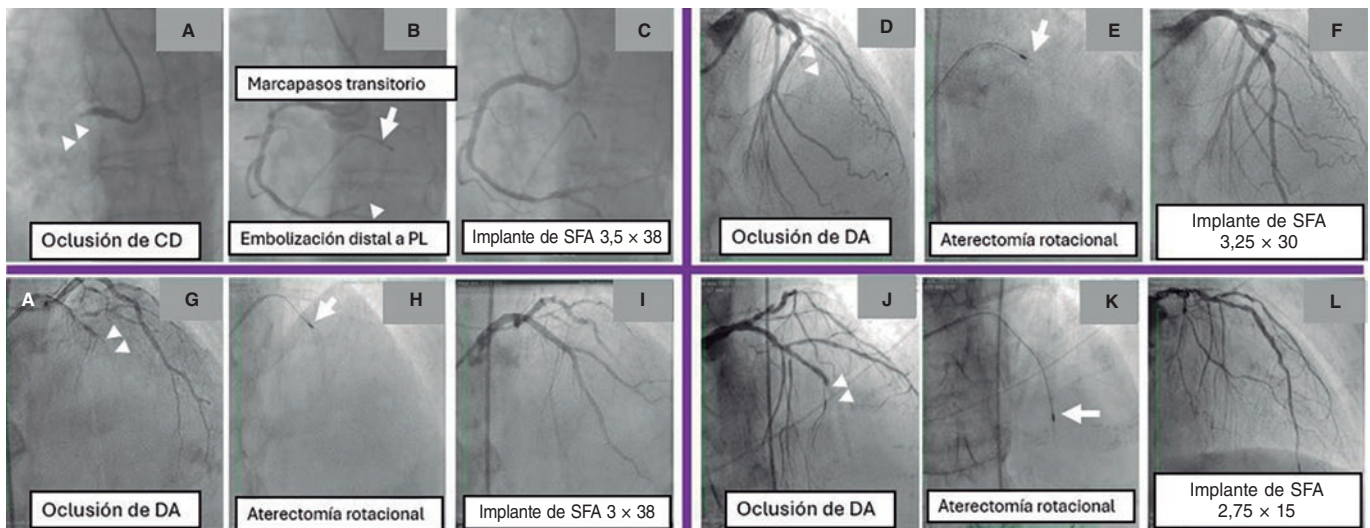 A
B
C
Marcapasos transitorio
Oclusión de CD
Embolización distal a PL
Implante de SFA 3,5 × 38
D
E
F
Oclusión de DA
Aterectomía rotacional
Implante de SFA
3,25 × 30
A
G
H
I
Oclusión de DA
Aterectomía rotacional
Implante de SFA 3 × 38
J
K
L
Oclusión de DA
Aterectomía rotacional
Implante de SFA
2,75 × 15